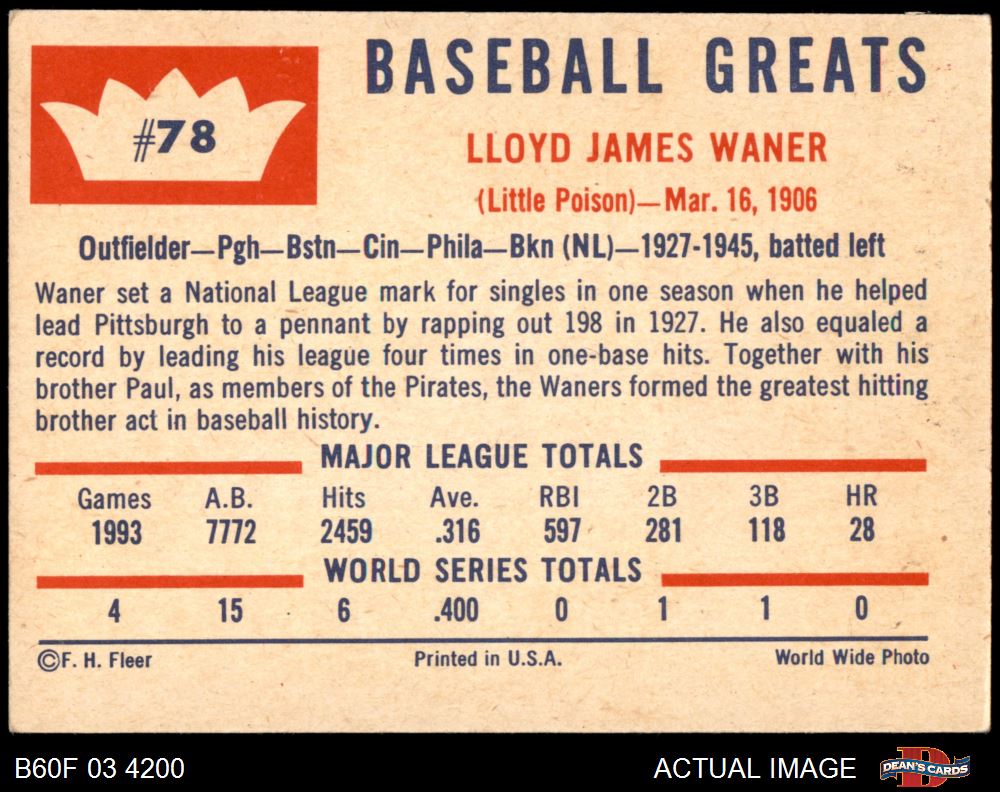 #78
BASEBALL GREATS
LLOYD JAMES WANER
(Little Poison)—Mar. 16, 1906
Outfielder—Pgh—Bstn—Cin—Phila—Bkn (NL)—1927-1945, batted left
Waner set a National League mark for singles in one season when he helped
lead Pittsburgh to a pennant by rapping out 198 in 1927. He also equaled a
record by leading his league four times in one-base hits. Together with his
brother Paul, as members of the Pirates, the Waners formed the greatest hitting
brother act in baseball history.
MAJOR LEAGUE TOTALS
Games A.B. Hits Ave. RBI 2B 3B HR
1993 7772 2459 .316 597 281 118 28
WORLD SERIES TOTALS
4 15 6 .400 0 1 1 0
©F. H. Fleer Printed in U.S.A. World Wide Photo
B60F 03 4200 ACTUAL IMAGE DEAN'S CARDS